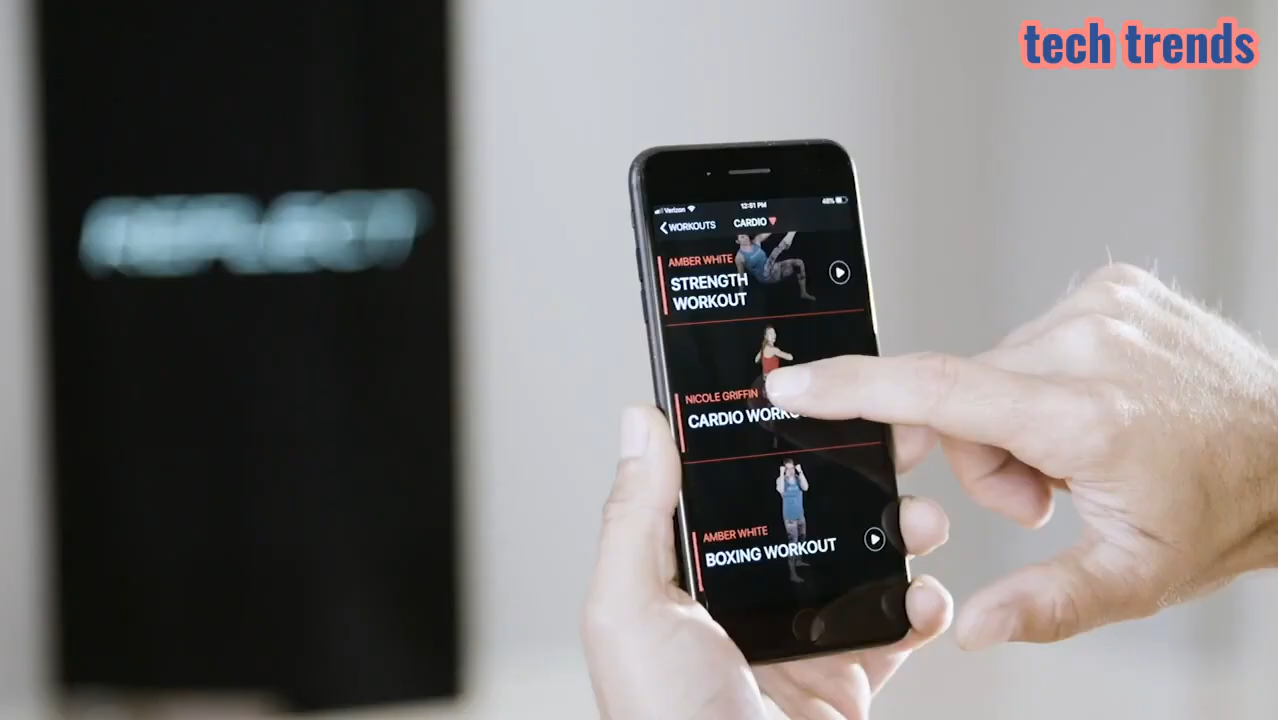 tech trends
Verizon 12:51 PM 48%
WORKOUTS CARDIO
AMBER WHITE
STRENGTH
WORKOUT
NICOLE GRIFFIN
CARDIO
AMBER WHITE
BOXING WORKOUT